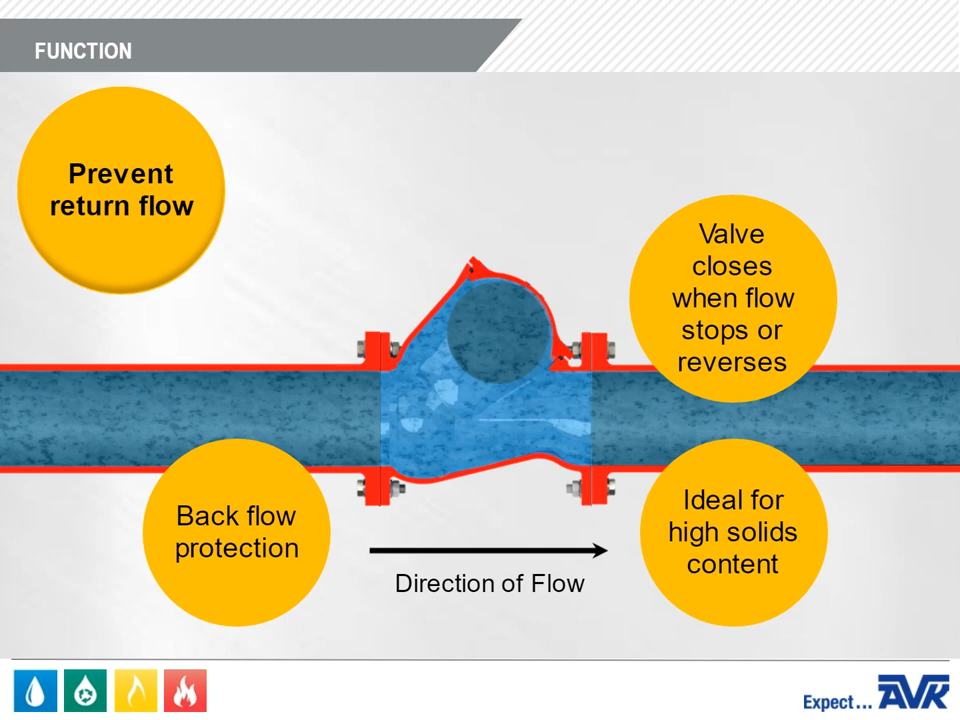 FUNCTION
Prevent
return flow
Valve
closes
when flow
stops or
reverses
Back flow
protection
Ideal for
high solids
content
Direction of Flow
Expect... AVK